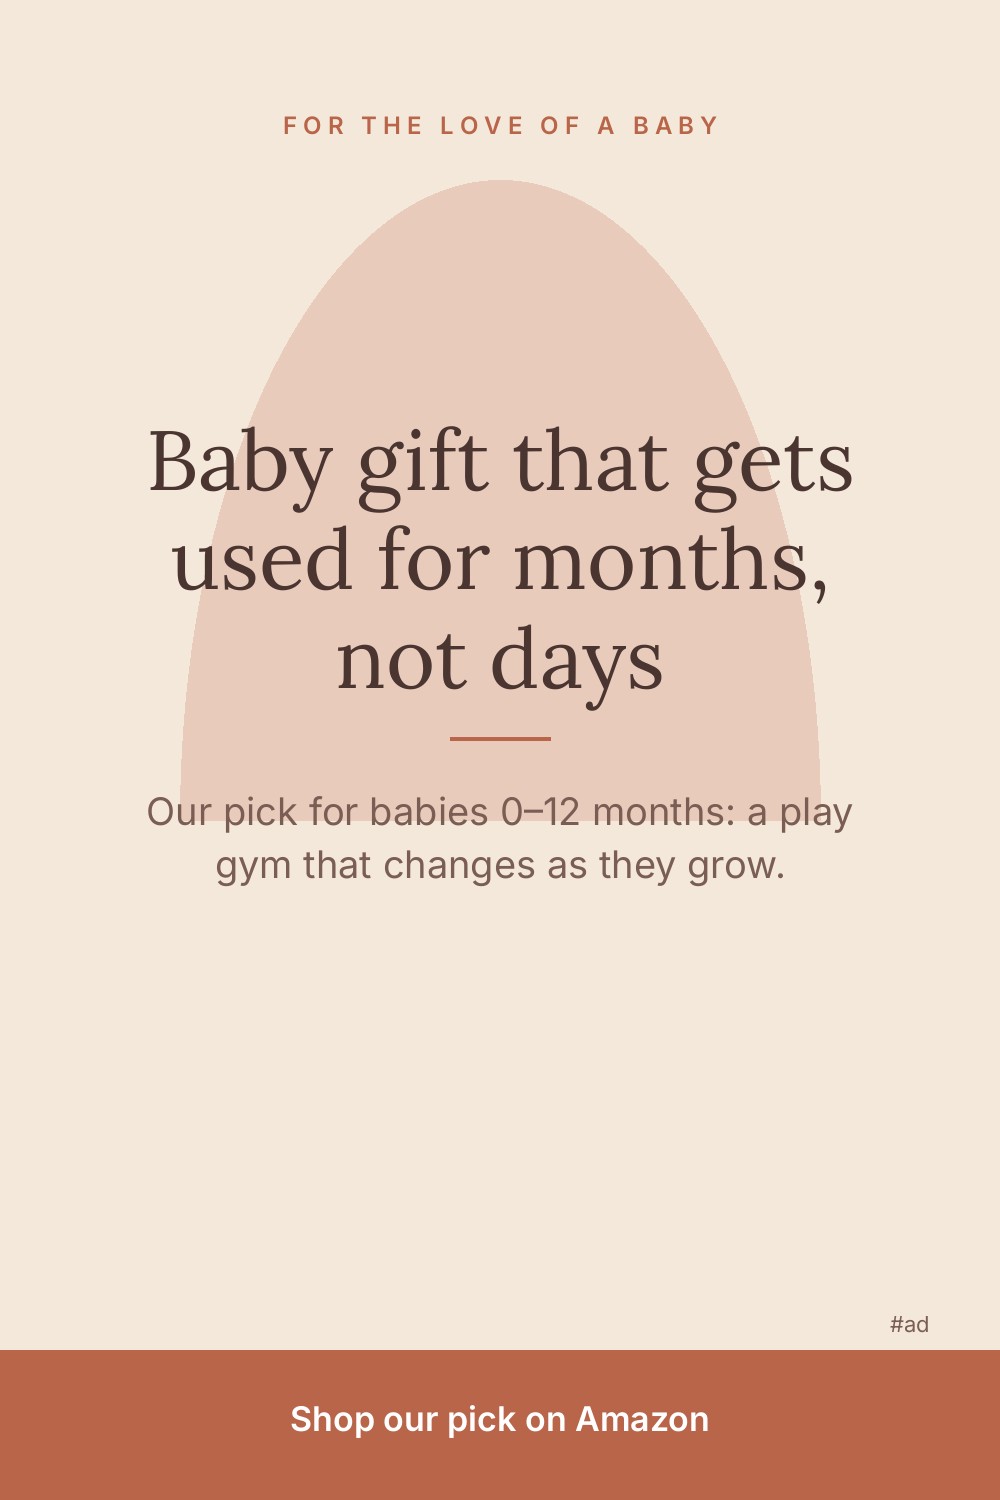 FOR THE LOVE OF A BABY
Baby gift that gets
used for months,
not days
Our pick for babies 0–12 months: a play
gym that changes as they grow.
#ad
Shop our pick on Amazon